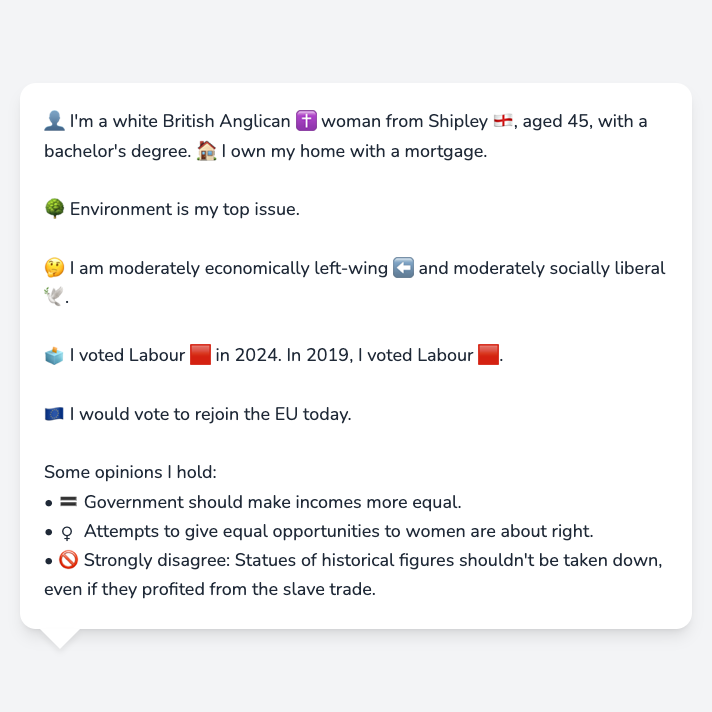 👤 I'm a white British Anglican ✝️ woman from Shipley 🏴󠁧󠁢󠁥󠁮󠁧󠁿, aged 45, with a
bachelor's degree. 🏠 I own my home with a mortgage.
🌳 Environment is my top issue.
🤔 I am moderately economically left-wing ⬅️ and moderately socially liberal
🕊️.
🗳️ I voted Labour 🟥 in 2024. In 2019, I voted Labour 🟥.
🇪🇺 I would vote to rejoin the EU today.
Some opinions I hold:
• 🟰 Government should make incomes more equal.
• ♀️ Attempts to give equal opportunities to women are about right.
• 🚫 Strongly disagree: Statues of historical figures shouldn't be taken down,
even if they profited from the slave trade.